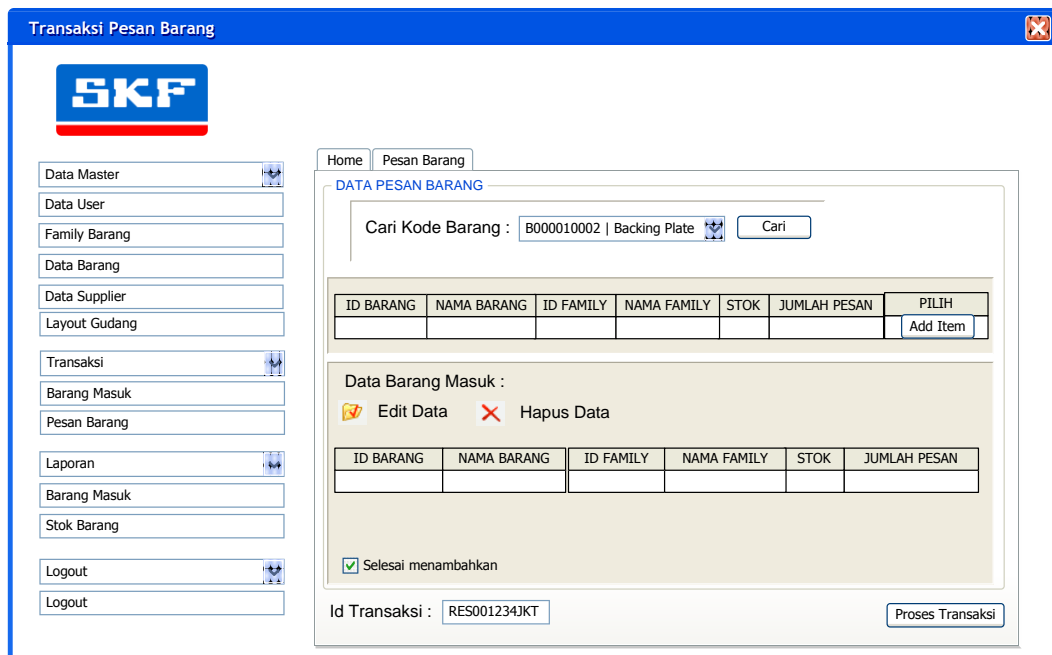 Transaksi Pesan Barang
SKF
Data Master
Data User
Family Barang
Data Barang
Data Supplier
Layout Gudang
Transaksi
Barang Masuk
Pesan Barang
Laporan
Barang Masuk
Stok Barang
Logout
Logout
Home Pesan Barang
DATA PESAN BARANG
Cari Kode Barang : B000010002 | Backing Plate Cari
ID BARANG NAMA BARANG ID FAMILY NAMA FAMILY STOK JUMLAH PESAN PILIH
Add Item
Data Barang Masuk :
Edit Data Hapus Data
ID BARANG NAMA BARANG ID FAMILY NAMA FAMILY STOK JUMLAH PESAN
Selesai menambahkan
Id Transaksi : RES001234JKT Proses Transaksi